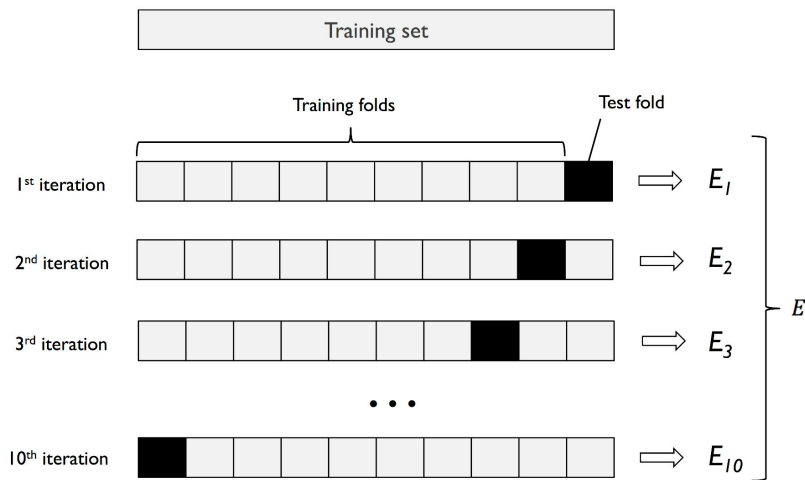 Training set
Training folds
Test fold
1st iteration
E1
2nd iteration
E2
E
3rd iteration
E3
...
10th iteration
E10